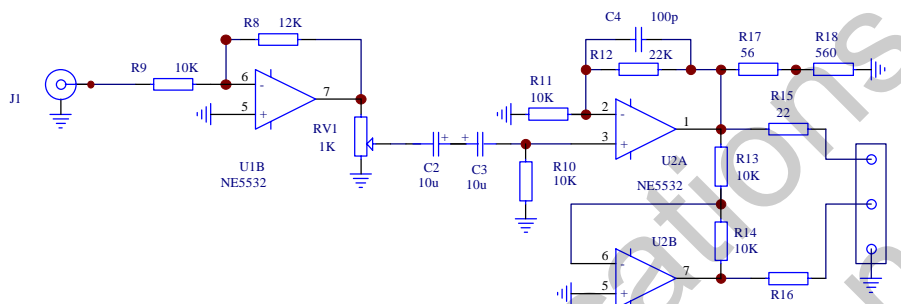 C4 100p
R8 12K
R17 56
R18 560
R12 22K
R9 10K
R11 10K
R15 22
J1
6 - 5 + 7
2 - 3 + 1
RV1 1K
+ +
U1B NE5532
C2 10u
C3 10u
R10 10K
U2A NE5532
R13 10K
U2B
R14 10K
6 - 5 + 7
R16
ations